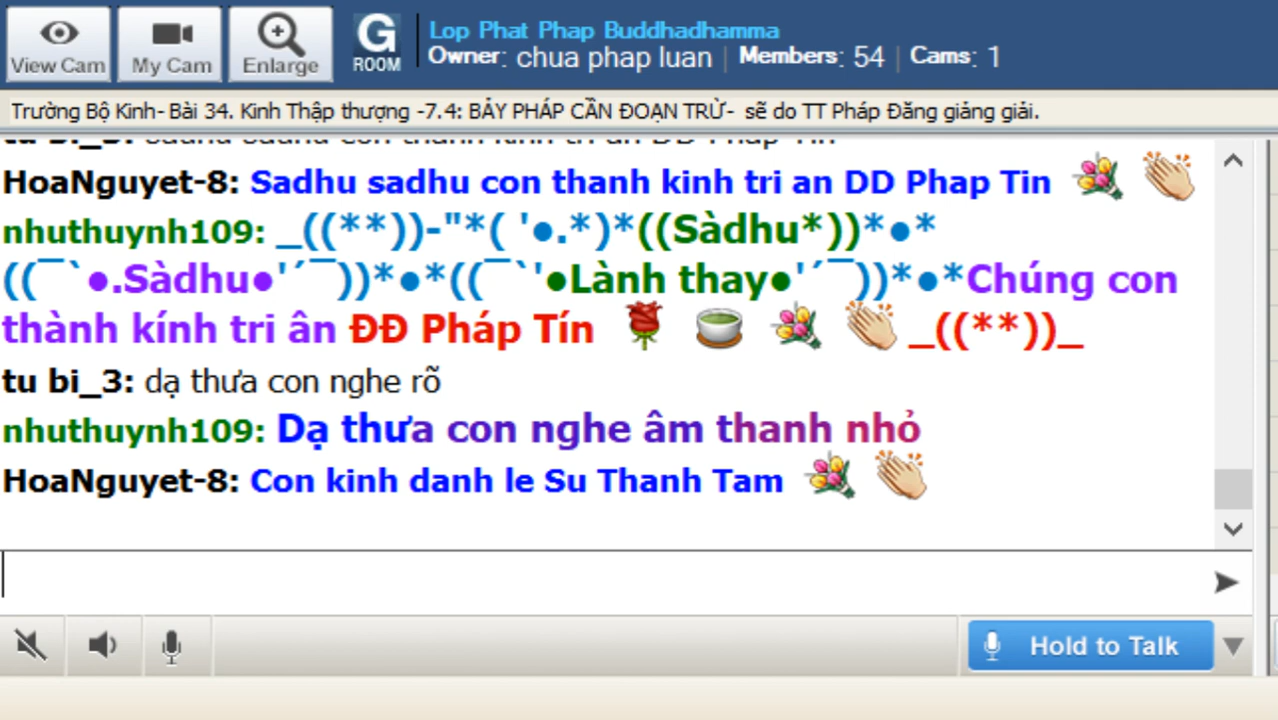 Lop Phat Phap Buddhadhamma
View Cam My Cam Enlarge G ROOM Owner: chua phap luan | Members: 54 | Cams: 1
Trường Bộ Kinh- Bài 34. Kinh Thập thượng -7.4: BẢY PHÁP CẦN ĐOẠN TRỪ- sẽ do TT Pháp Đăng giảng giải.
HoaNguyet-8: Sadhu sadhu con thanh kinh tri an DD Phap Tin
nhuthuynh109: _((**))-"*( '●.*)*((Sàdhu*))*●*
((¯`●.Sàdhu●'´¯))*●*((¯`'●Lành thay●'´¯))*●*Chúng con
thành kính tri ân ĐĐ Pháp Tín _((**))_
tu bi_3: dạ thưa con nghe rõ
nhuthuynh109: Dạ thưa con nghe âm thanh nhỏ
HoaNguyet-8: Con kinh danh le Su Thanh Tam
Hold to Talk